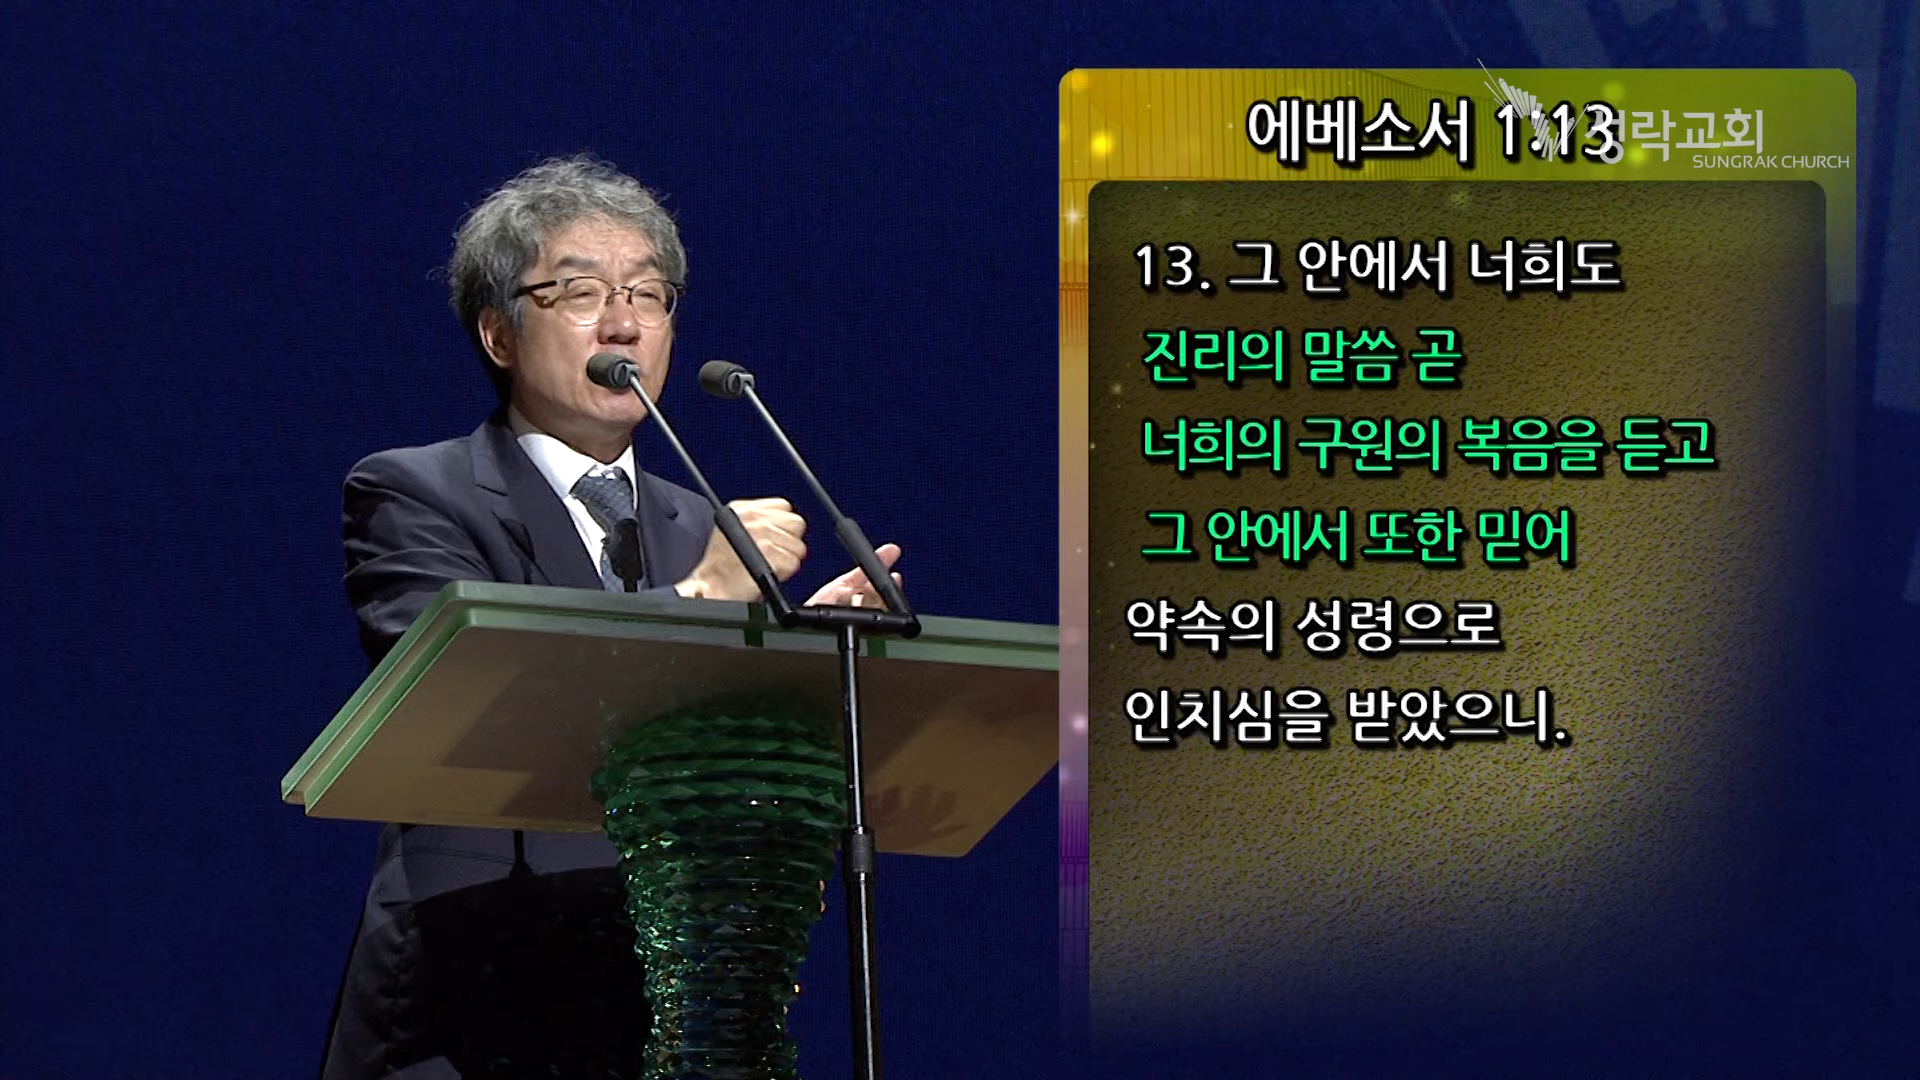 에베소서 1:13
성락교회
SUNGRAK CHURCH
13. 그 안에서 너희도
진리의 말씀 곧
너희의 구원의 복음을 듣고
그 안에서 또한 믿어
약속의 성령으로
인치심을 받았으니.